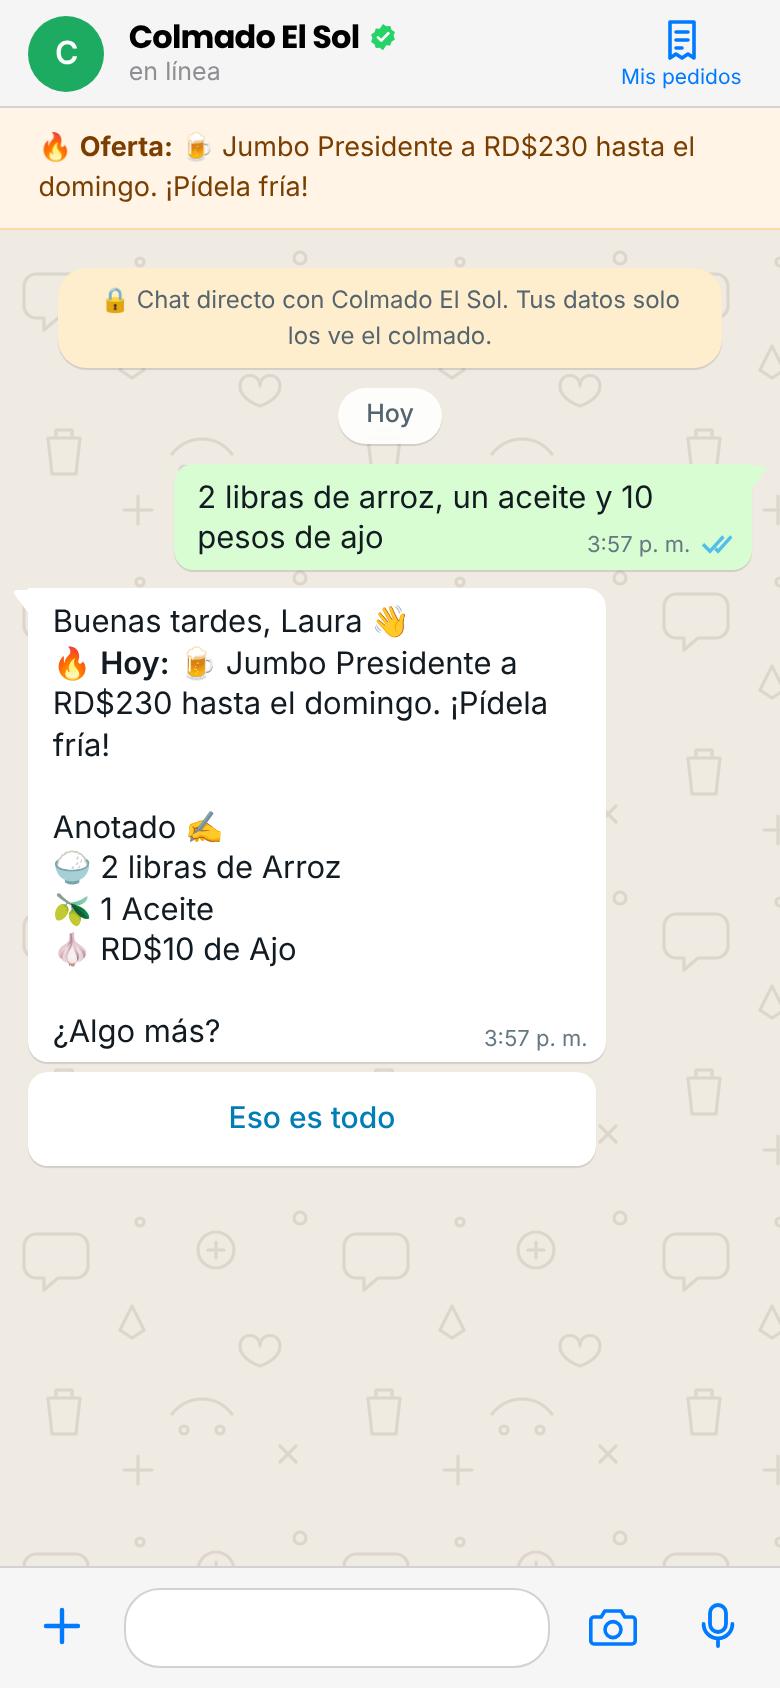 C
Colmado El Sol
en línea
Mis pedidos
🔥 Oferta: 🍺 Jumbo Presidente a RD$230 hasta el
domingo. ¡Pídela fría!
🔒 Chat directo con Colmado El Sol. Tus datos solo
los ve el colmado.
Hoy
2 libras de arroz, un aceite y 10
pesos de ajo
3:57 p. m.
Buenas tardes, Laura 👋
🔥 Hoy: 🍺 Jumbo Presidente a
RD$230 hasta el domingo. ¡Pídela
fría!
Anotado ✍️
🍚 2 libras de Arroz
🫒 1 Aceite
🧄 RD$10 de Ajo
¿Algo más?
3:57 p. m.
Eso es todo